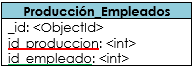 Producción_Empleados
_id: <ObjectId>
id_produccion: <int>
id_empleado: <int>